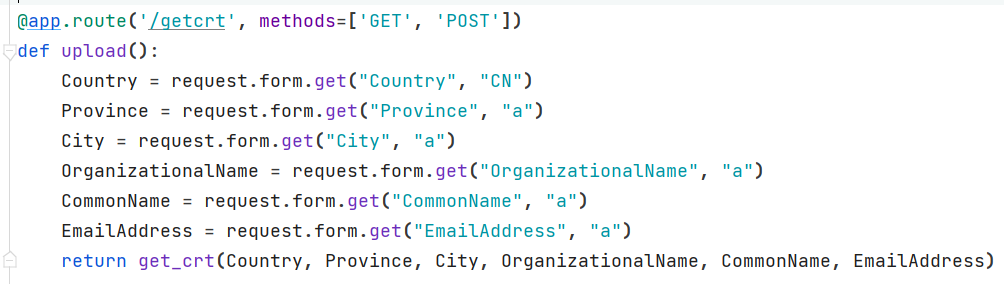 @app.route('/getcrt', methods=['GET', 'POST'])
def upload():
    Country = request.form.get("Country", "CN")
    Province = request.form.get("Province", "a")
    City = request.form.get("City", "a")
    OrganizationalName = request.form.get("OrganizationalName", "a")
    CommonName = request.form.get("CommonName", "a")
    EmailAddress = request.form.get("EmailAddress", "a")
    return get_crt(Country, Province, City, OrganizationalName, CommonName, EmailAddress)